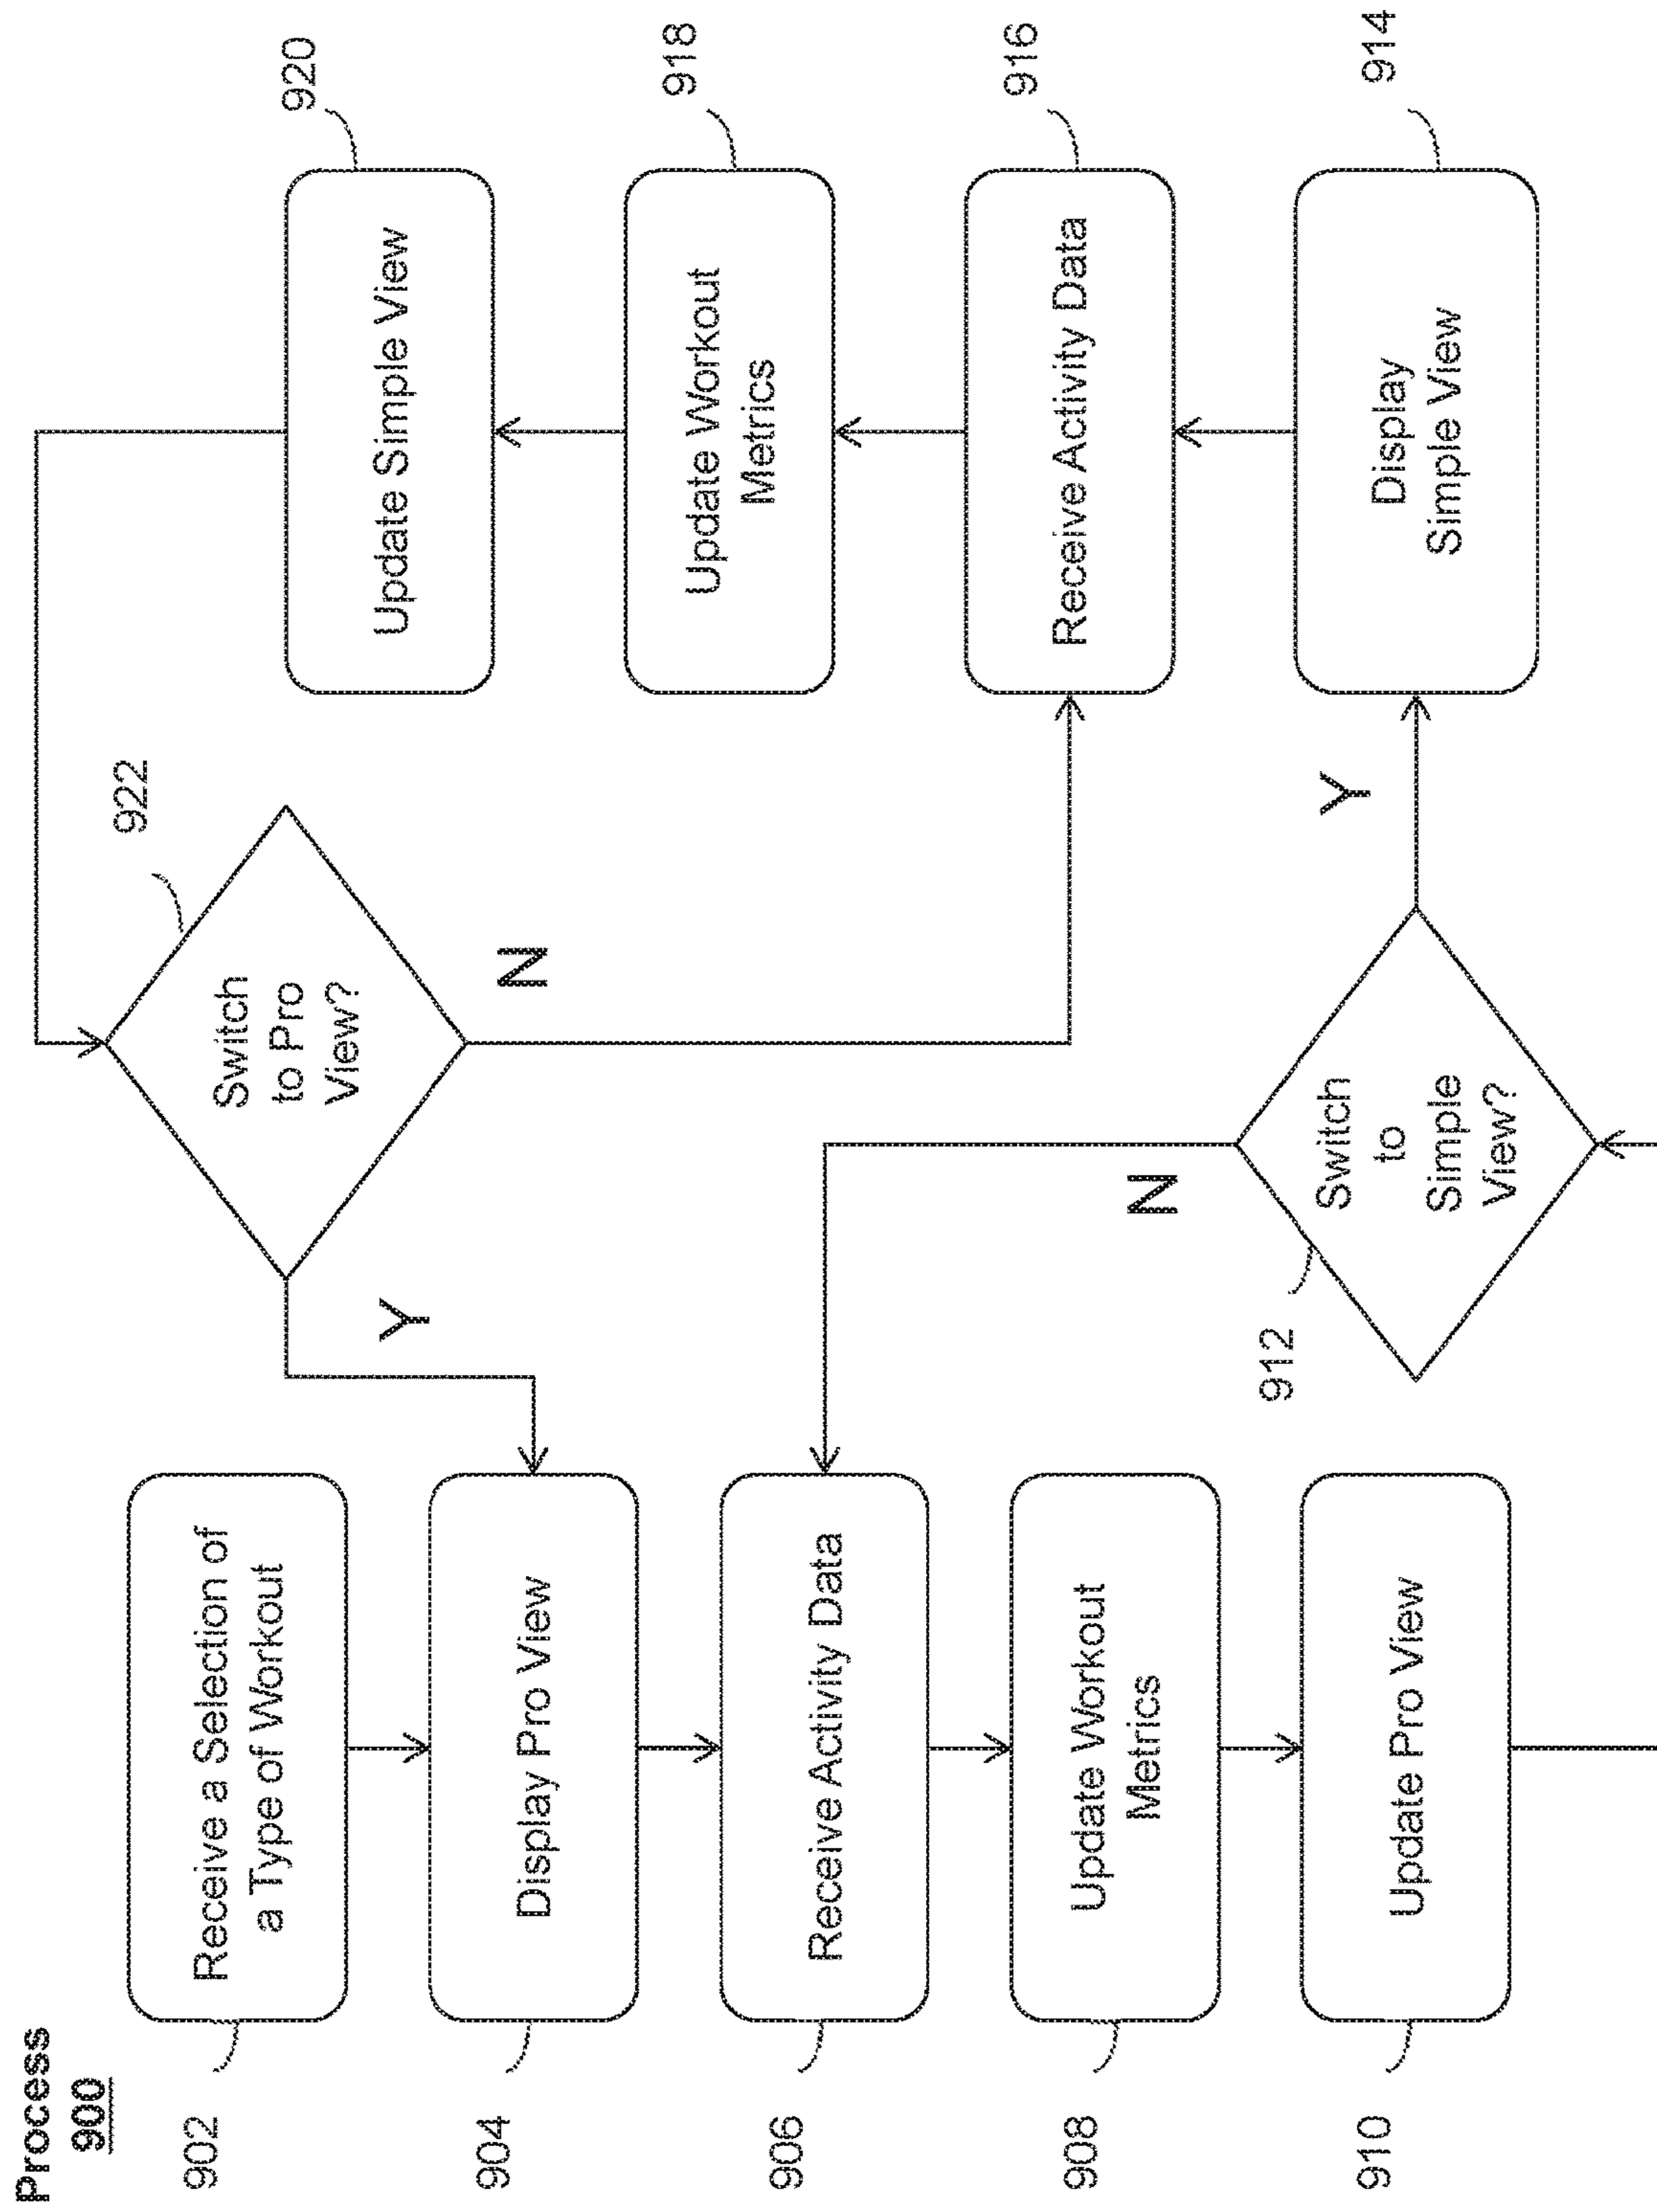 Process
900
902
Receive a Selection of
a Type of Workout
904
Display Pro View
906
Receive Activity Data
908
Update Workout
Metrics
910
Update Pro View
912
Switch
to
Simple
View?
N
Y
914
Display
Simple View
916
Receive Activity Data
918
Update Workout
Metrics
920
Update Simple View
922
Switch
to Pro
View?
Y
N